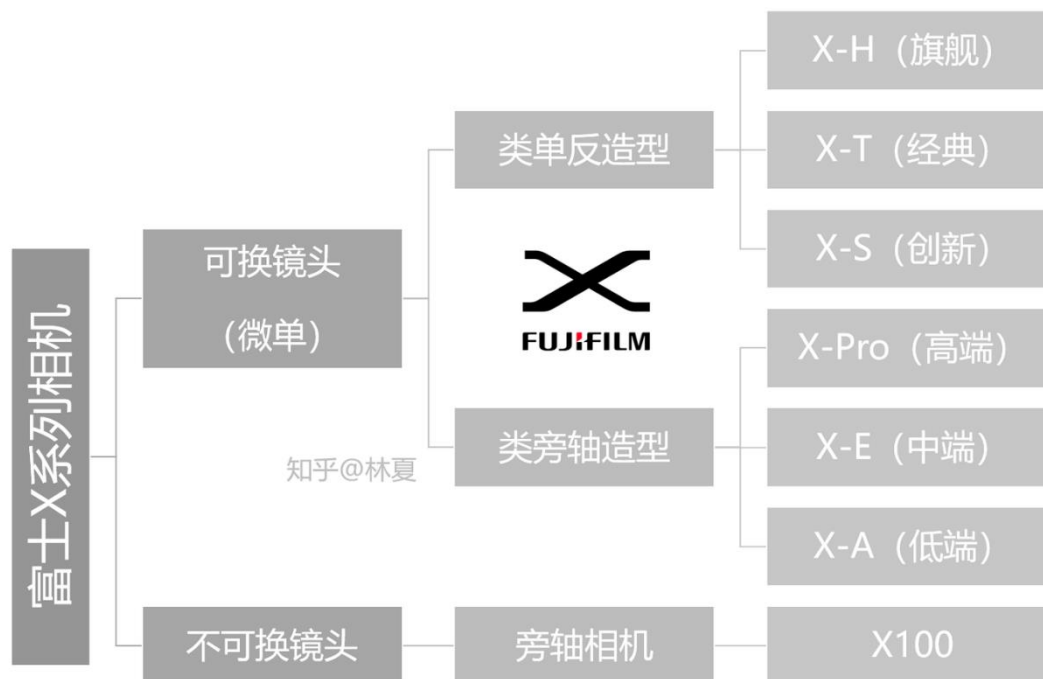 富士X系列相机
可换镜头
（微单）
类单反造型
X-H（旗舰）
X-T（经典）
X-S（创新）
FUJIFILM
类旁轴造型
X-Pro（高端）
X-E（中端）
X-A（低端）
知乎@林夏
不可换镜头
旁轴相机
X100